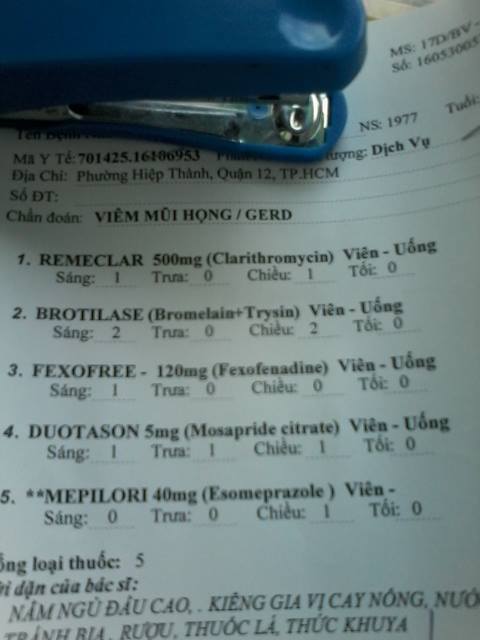 MS: 17D/BV-
Số: 16053005
NS: 1977 Tuổi:
Tên Bệnh
Mã Y Tế: 701425.16106953 tượng: Dịch Vụ
Địa Chỉ: Phường Hiệp Thành, Quận 12, TP.HCM
Số ĐT:
Chẩn đoán: VIÊM MŨI HỌNG / GERD
1. REMECLAR 500mg (Clarithromycin) Viên - Uống
Sáng: 1 Trưa: 0 Chiều: 1 Tối: 0
2. BROTILASE (Bromelain+Trysin) Viên - Uống
Sáng: 2 Trưa: 0 Chiều: 2 Tối: 0
3. FEXOFREE - 120mg (Fexofenadine) Viên - Uống
Sáng: 1 Trưa: 0 Chiều: 0 Tối: 0
4. DUOTASON 5mg (Mosapride citrate) Viên - Uống
Sáng: 1 Trưa: 1 Chiều: 1 Tối: 0
5. **MEPILORI 40mg (Esomeprazole ) Viên -
Sáng: 0 Trưa: 0 Chiều: 1 Tối: 0
ổng loại thuốc: 5
ời dặn của bác sĩ:
NẰM NGỦ ĐẦU CAO, . KIÊNG GIA VỊ CAY NÓNG, NƯỚ
TRÁNH BIA , RƯỢU, THUỐC LÁ, THỨC KHUYA